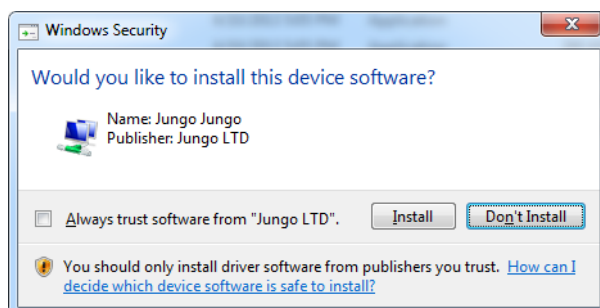 Windows Security
Would you like to install this device software?
Name: Jungo Jungo
Publisher: Jungo LTD
Always trust software from "Jungo LTD".
Install
Don't Install
You should only install driver software from publishers you trust. How can I
decide which device software is safe to install?